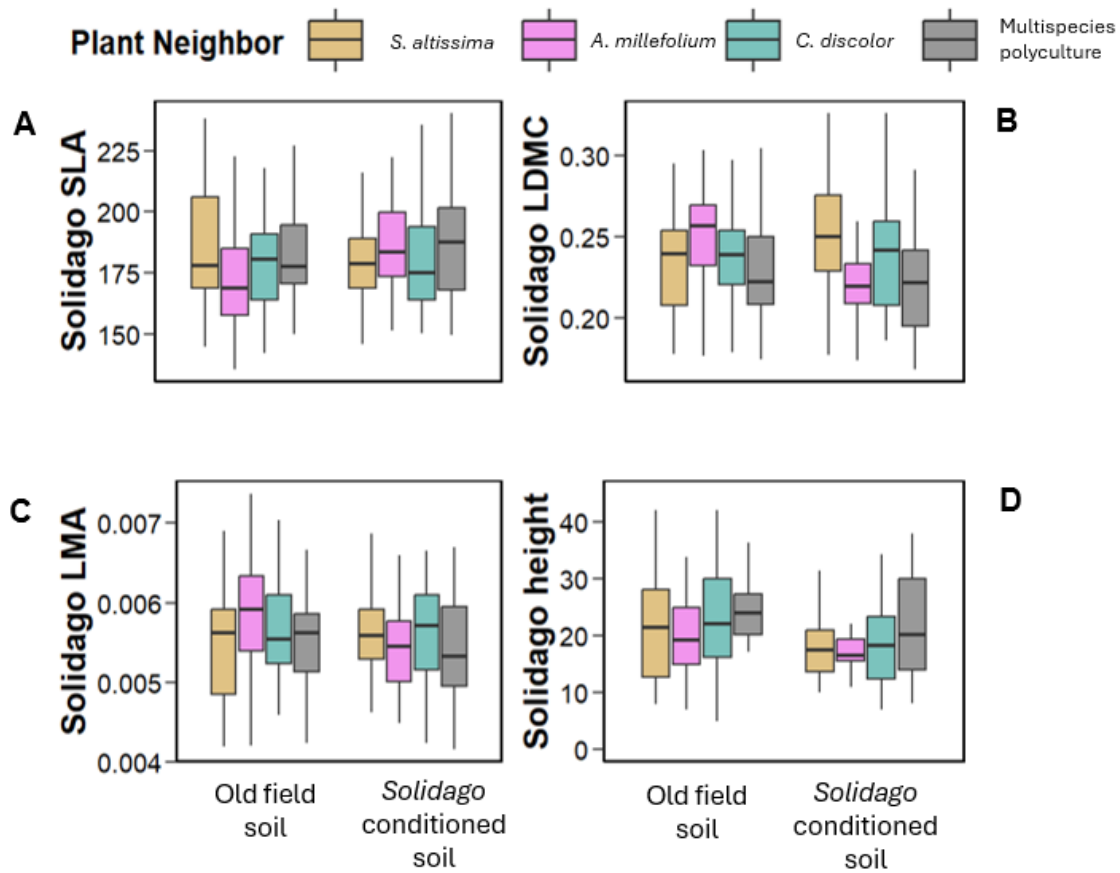 Plant Neighbor
S. altissima
A. millefolium
C. discolor
Multispecies
polyculture
A
Solidago SLA
225
200
175
150
B
Solidago LDMC
0.30
0.25
0.20
C
Solidago LMA
0.007
0.006
0.005
0.004
D
Solidago height
40
30
20
10
0
Old field
soil
Solidago
conditioned
soil
Old field
soil
Solidago
conditioned
soil